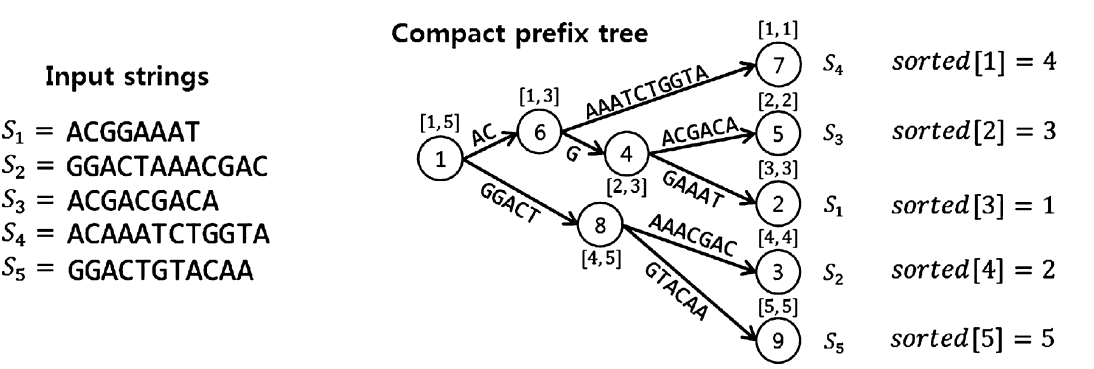 Compact prefix tree
Input strings
S₁ = ACGGAAAT
S₂ = GGACTAAACGAC
S₃ = ACGACGACA
S₄ = ACAAATCTGGTA
S₅ = GGACTGTACAA
[1,5]
1
AC
[1,3]
6
AAATCTGGTA
[1,1]
7
S₄
sorted[1] = 4
G
4
[2,3]
ACGACA
[2,2]
5
S₃
sorted[2] = 3
GAAAT
[3,3]
2
S₁
sorted[3] = 1
GGACT
8
[4,5]
AAACGAC
[4,4]
3
S₂
sorted[4] = 2
GTACAA
[5,5]
9
S₅
sorted[5] = 5